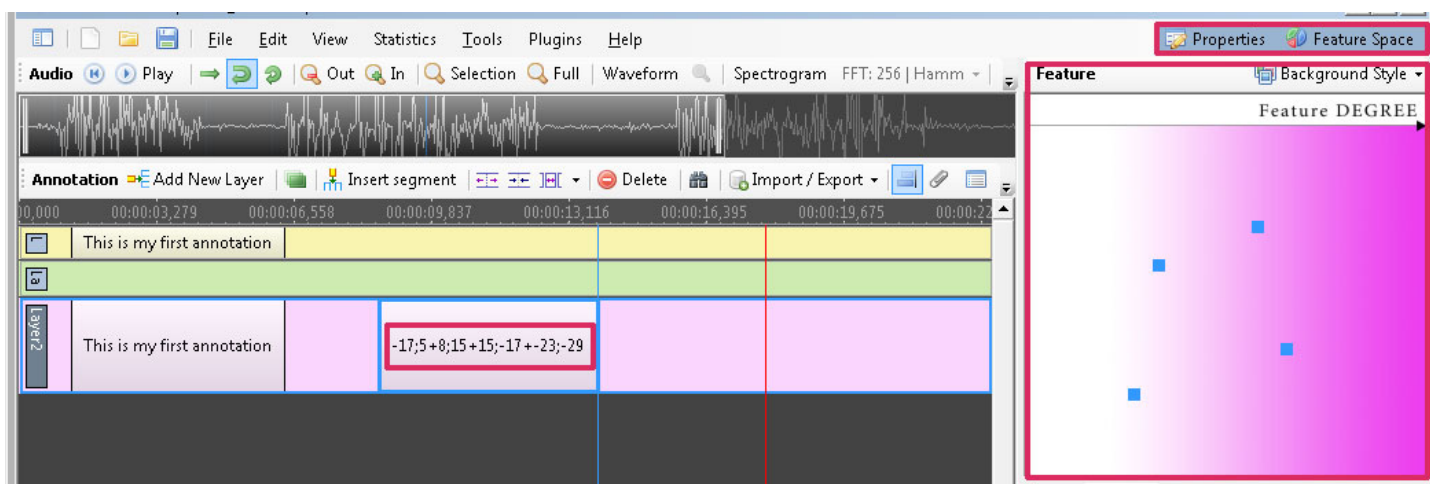 File Edit View Statistics Tools Plugins Help Properties Feature Space
Audio Play Out In Selection Full Waveform Spectrogram FFT: 256 | Hamm Feature Background Style
Feature DEGREE
Annotation Add New Layer Insert segment Delete Import / Export
00,000 00:00:03,279 00:00:06,558 00:00:09,837 00:00:13,116 00:00:16,395 00:00:19,675 00:00:22
L This is my first annotation
La
Layer2 This is my first annotation -17;5+8;15+15;-17+-23;-29